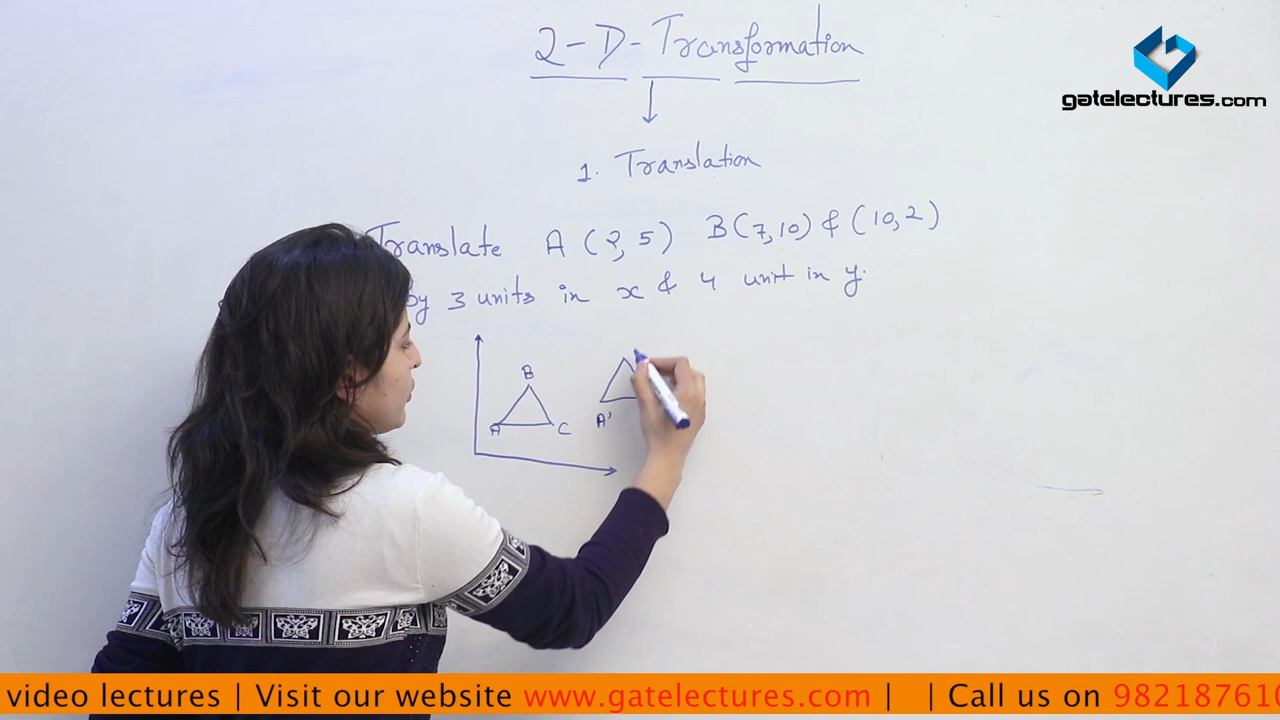 2-D-Transformation
gatelectures.com
1. Translation
Translate A (2, 5) B(7,10) & (10,2)
by 3 units in x & 4 unit in y.
B
A C
A'
video lectures | Visit our website www.gatelectures.com | | Call us on 982187610